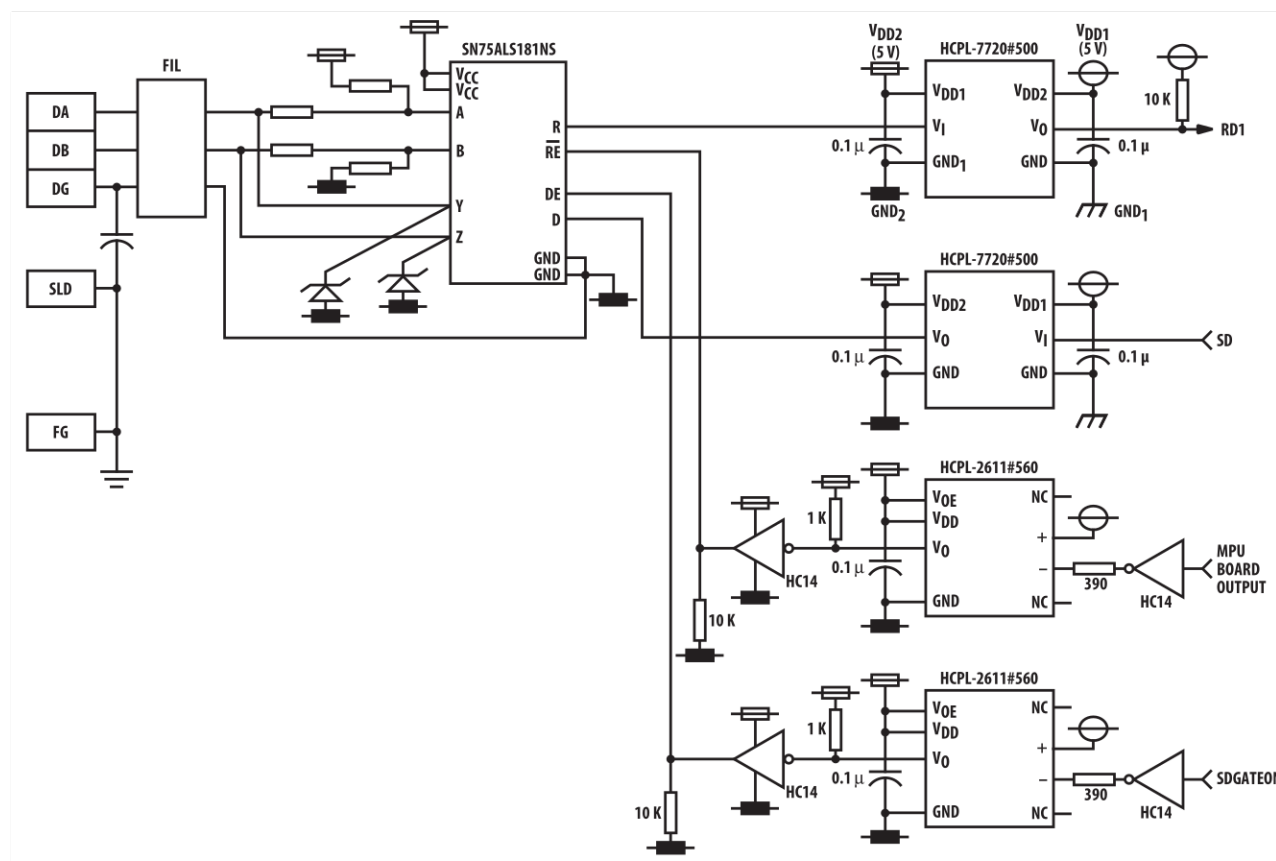 FIL
DA
DB
DG
SLD
FG
SN75ALS181NS
VCC
VCC
A
B
Y
Z
R
RE
DE
D
GND
GND
VDD2
(5 V)
HCPL-7720#500
VDD1
(5 V)
VDD1
VI
GND1
VDD2
VO
GND
0.1 μ
GND2
0.1 μ
GND1
10 K
RD1
HCPL-7720#500
VDD2
VO
GND
VDD1
VI
GND
0.1 μ
0.1 μ
SD
HCPL-2611#560
VOE
VDD
VO
GND
NC
+
–
NC
1 K
0.1 μ
HC14
10 K
390
HC14
MPU
BOARD
OUTPUT
HCPL-2611#560
VOE
VDD
VO
GND
NC
+
–
NC
1 K
0.1 μ
HC14
10 K
390
HC14
SDGATEON